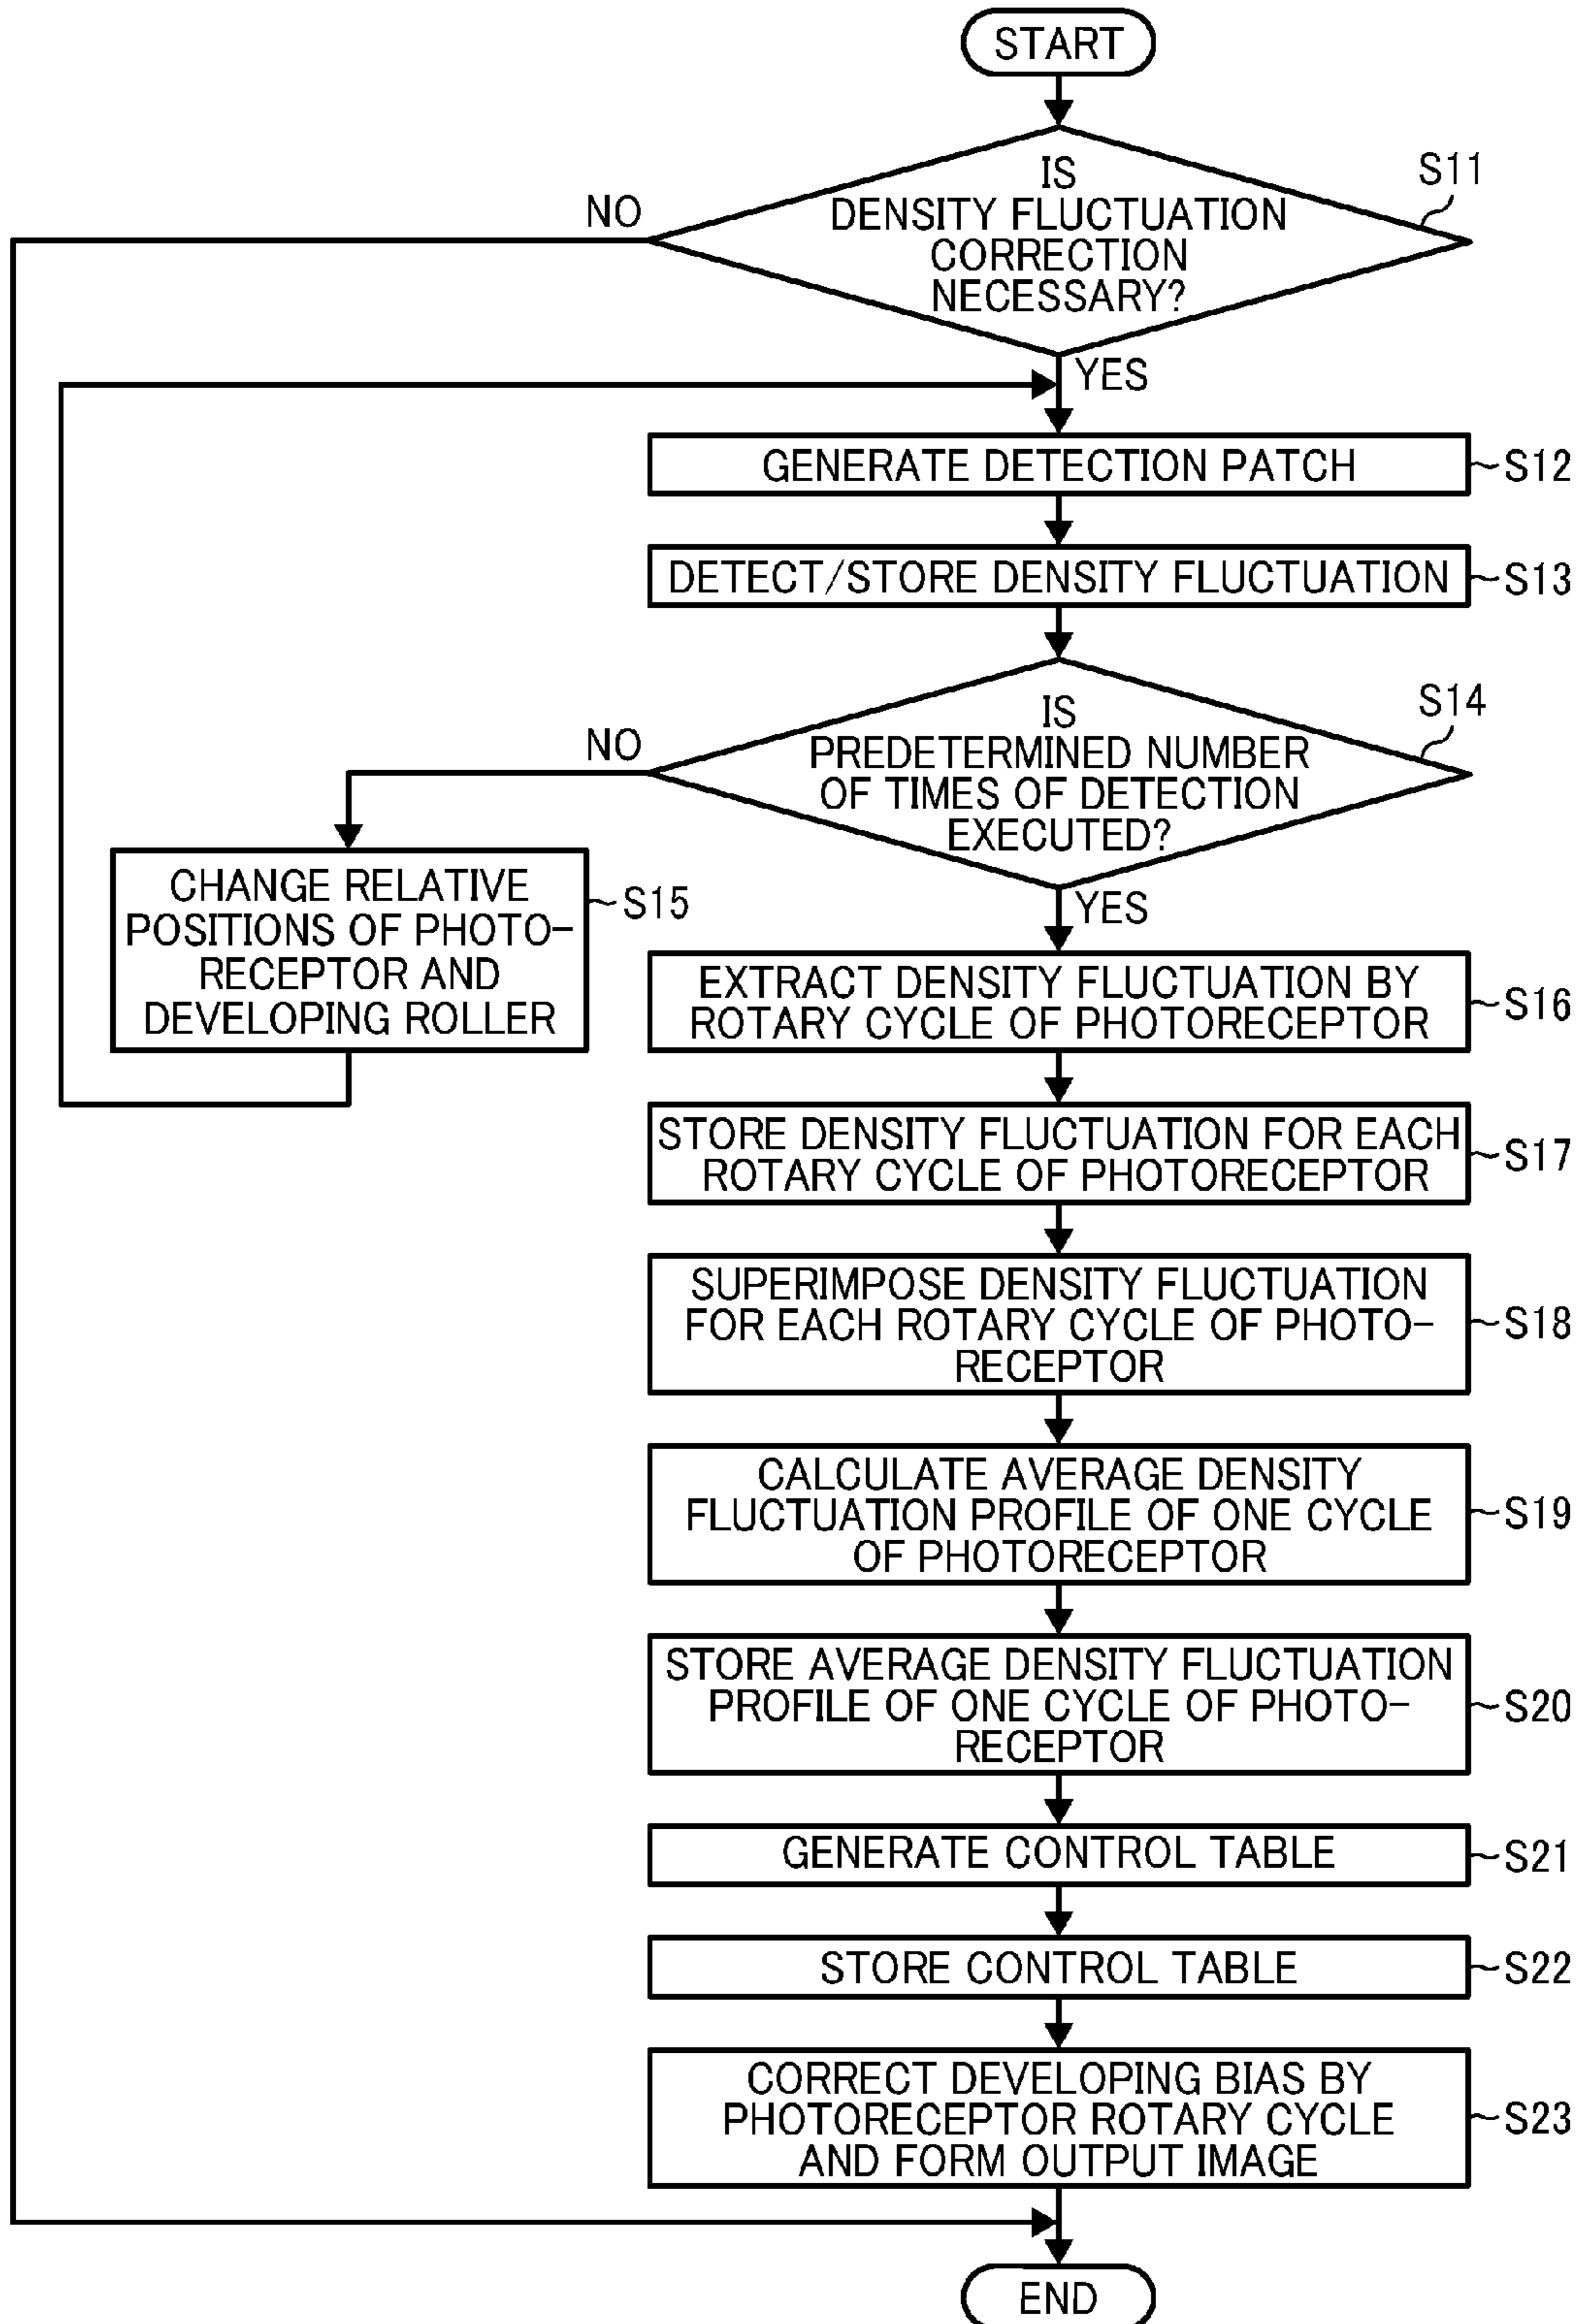 START
IS
DENSITY FLUCTUATION
CORRECTION
NECESSARY?
S11
NO
YES
GENERATE DETECTION PATCH
S12
DETECT/STORE DENSITY FLUCTUATION
S13
IS
PREDETERMINED NUMBER
OF TIMES OF DETECTION
EXECUTED?
S14
NO
YES
CHANGE RELATIVE
POSITIONS OF PHOTO-
RECEPTOR AND
DEVELOPING ROLLER
S15
EXTRACT DENSITY FLUCTUATION BY
ROTARY CYCLE OF PHOTORECEPTOR
S16
STORE DENSITY FLUCTUATION FOR EACH
ROTARY CYCLE OF PHOTORECEPTOR
S17
SUPERIMPOSE DENSITY FLUCTUATION
FOR EACH ROTARY CYCLE OF PHOTO-
RECEPTOR
S18
CALCULATE AVERAGE DENSITY
FLUCTUATION PROFILE OF ONE CYCLE
OF PHOTORECEPTOR
S19
STORE AVERAGE DENSITY FLUCTUATION
PROFILE OF ONE CYCLE OF PHOTO-
RECEPTOR
S20
GENERATE CONTROL TABLE
S21
STORE CONTROL TABLE
S22
CORRECT DEVELOPING BIAS BY
PHOTORECEPTOR ROTARY CYCLE
AND FORM OUTPUT IMAGE
S23
END